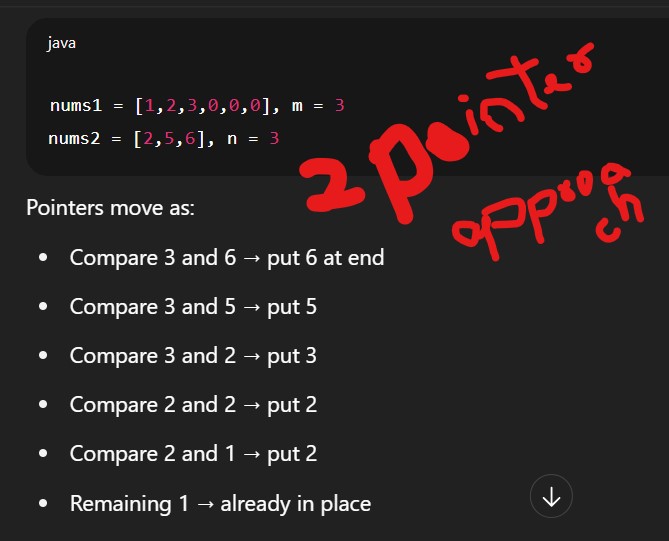 java
nums1 = [1,2,3,0,0,0], m = 3
nums2 = [2,5,6], n = 3
2 pointer
approach
Pointers move as:
• Compare 3 and 6 → put 6 at end
• Compare 3 and 5 → put 5
• Compare 3 and 2 → put 3
• Compare 2 and 2 → put 2
• Compare 2 and 1 → put 2
• Remaining 1 → already in place